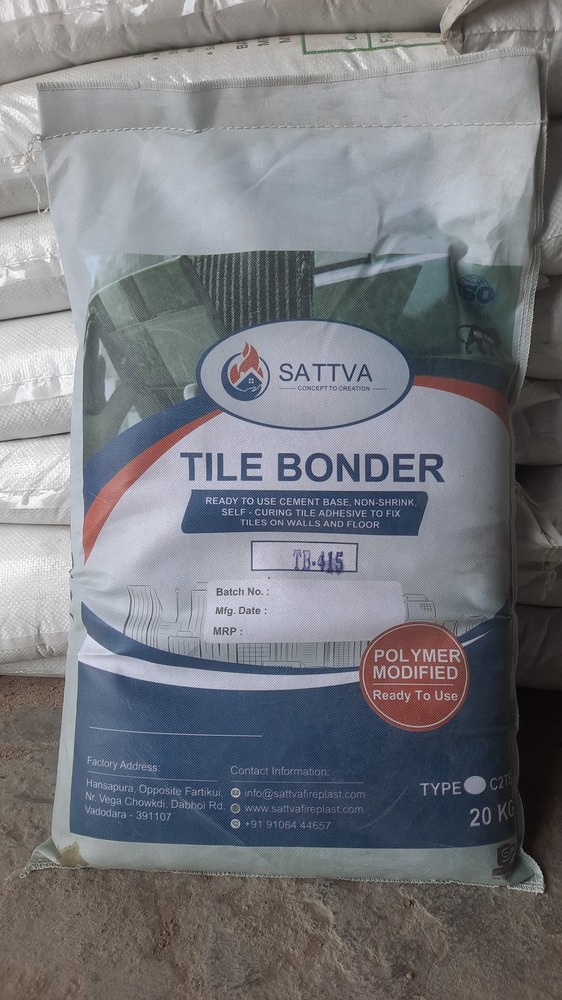 ISO
SATTVA
CONCEPT TO CREATION
TILE BONDER
READY TO USE CEMENT BASE, NON-SHRINK,
SELF - CURING TILE ADHESIVE TO FIX
TILES ON WALLS AND FLOOR
TB-415
Batch No. :
Mfg. Date :
MRP :
POLYMER
MODIFIED
Ready To Use
Factory Address:
Hansapura, Opposite Fartikui,
Nr. Vega Chowkdi, Dabhoi Rd.
Vadodara - 391107
Contact Information:
info@sattvafireplast.com
www.sattvafireplast.com
+91 91064 44657
TYPE
20 KG